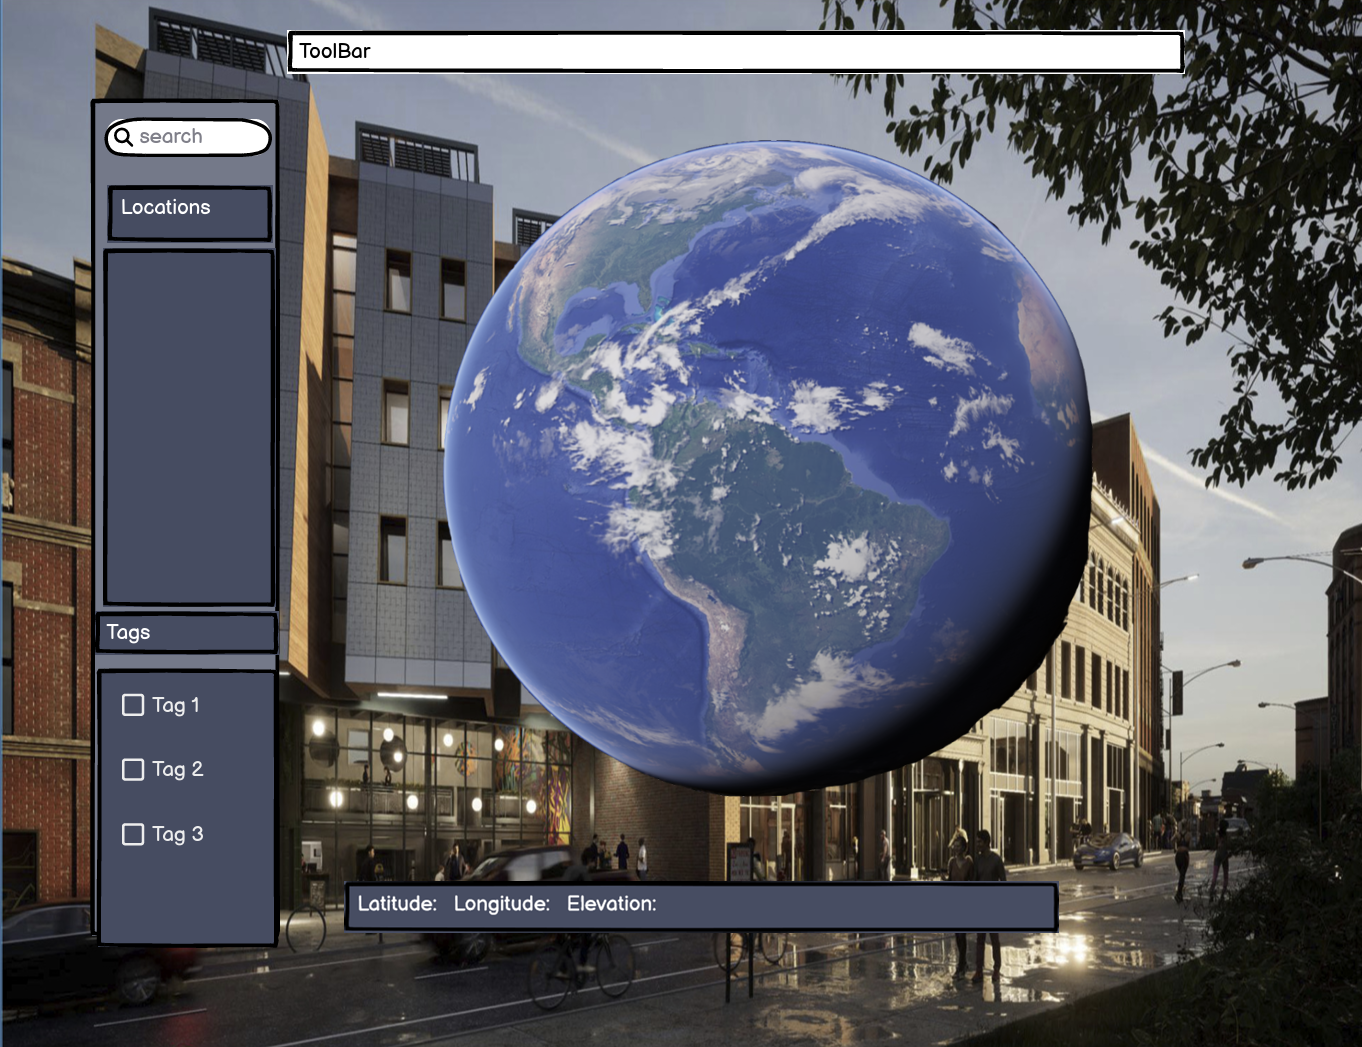 ToolBar
search
Locations
Tags
Tag 1
Tag 2
Tag 3
Latitude: Longitude: Elevation: